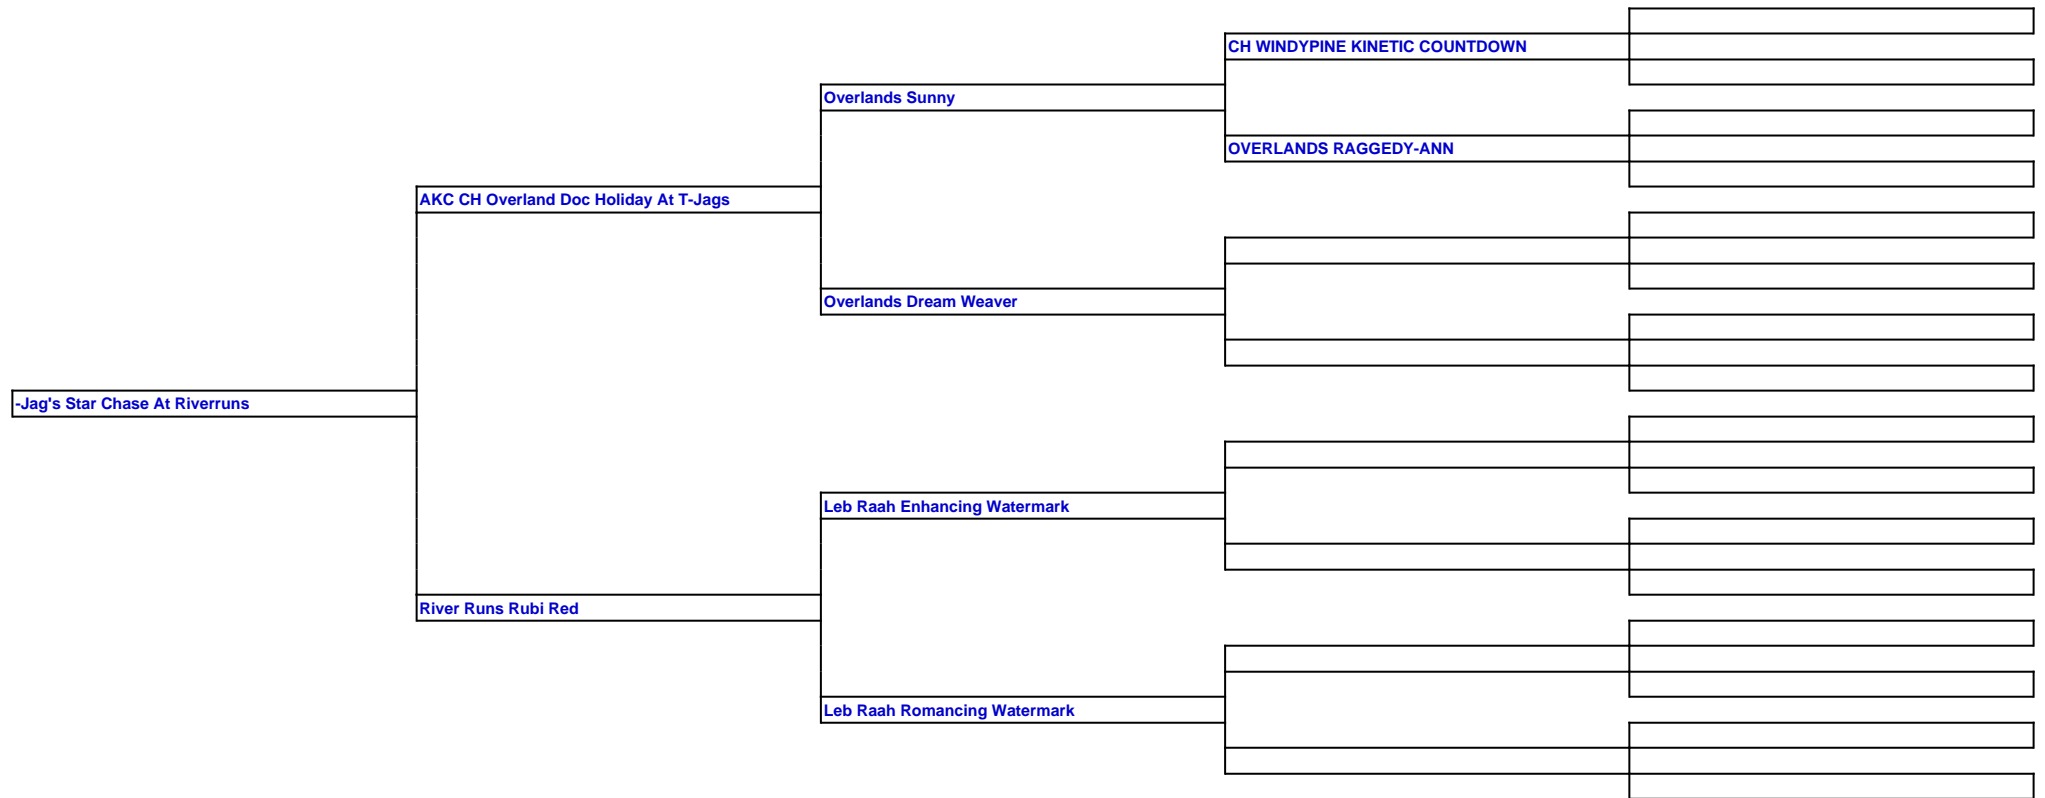 CH WINDYPINE KINETIC COUNTDOWN
Overlands Sunny
OVERLANDS RAGGEDY-ANN
AKC CH Overland Doc Holiday At T-Jags
Overlands Dream Weaver
-Jag's Star Chase At Riverruns
Leb Raah Enhancing Watermark
River Runs Rubi Red
Leb Raah Romancing Watermark